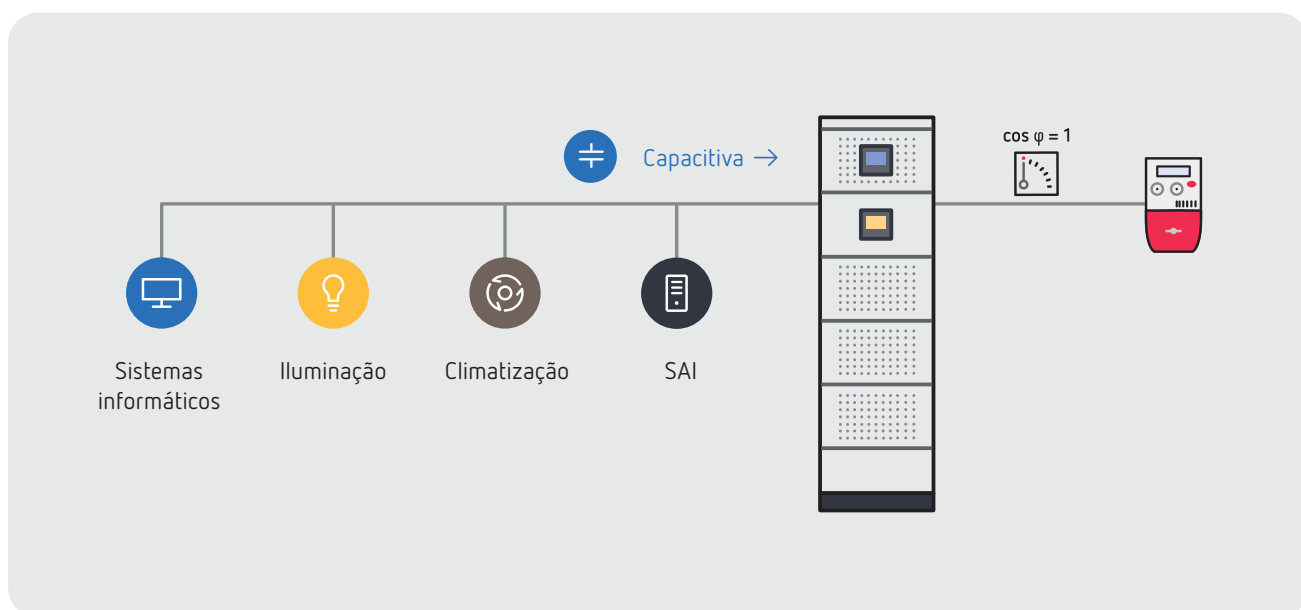 cos φ = 1
Capacitiva →
Sistemas
informáticos
Iluminação
Climatização
SAI